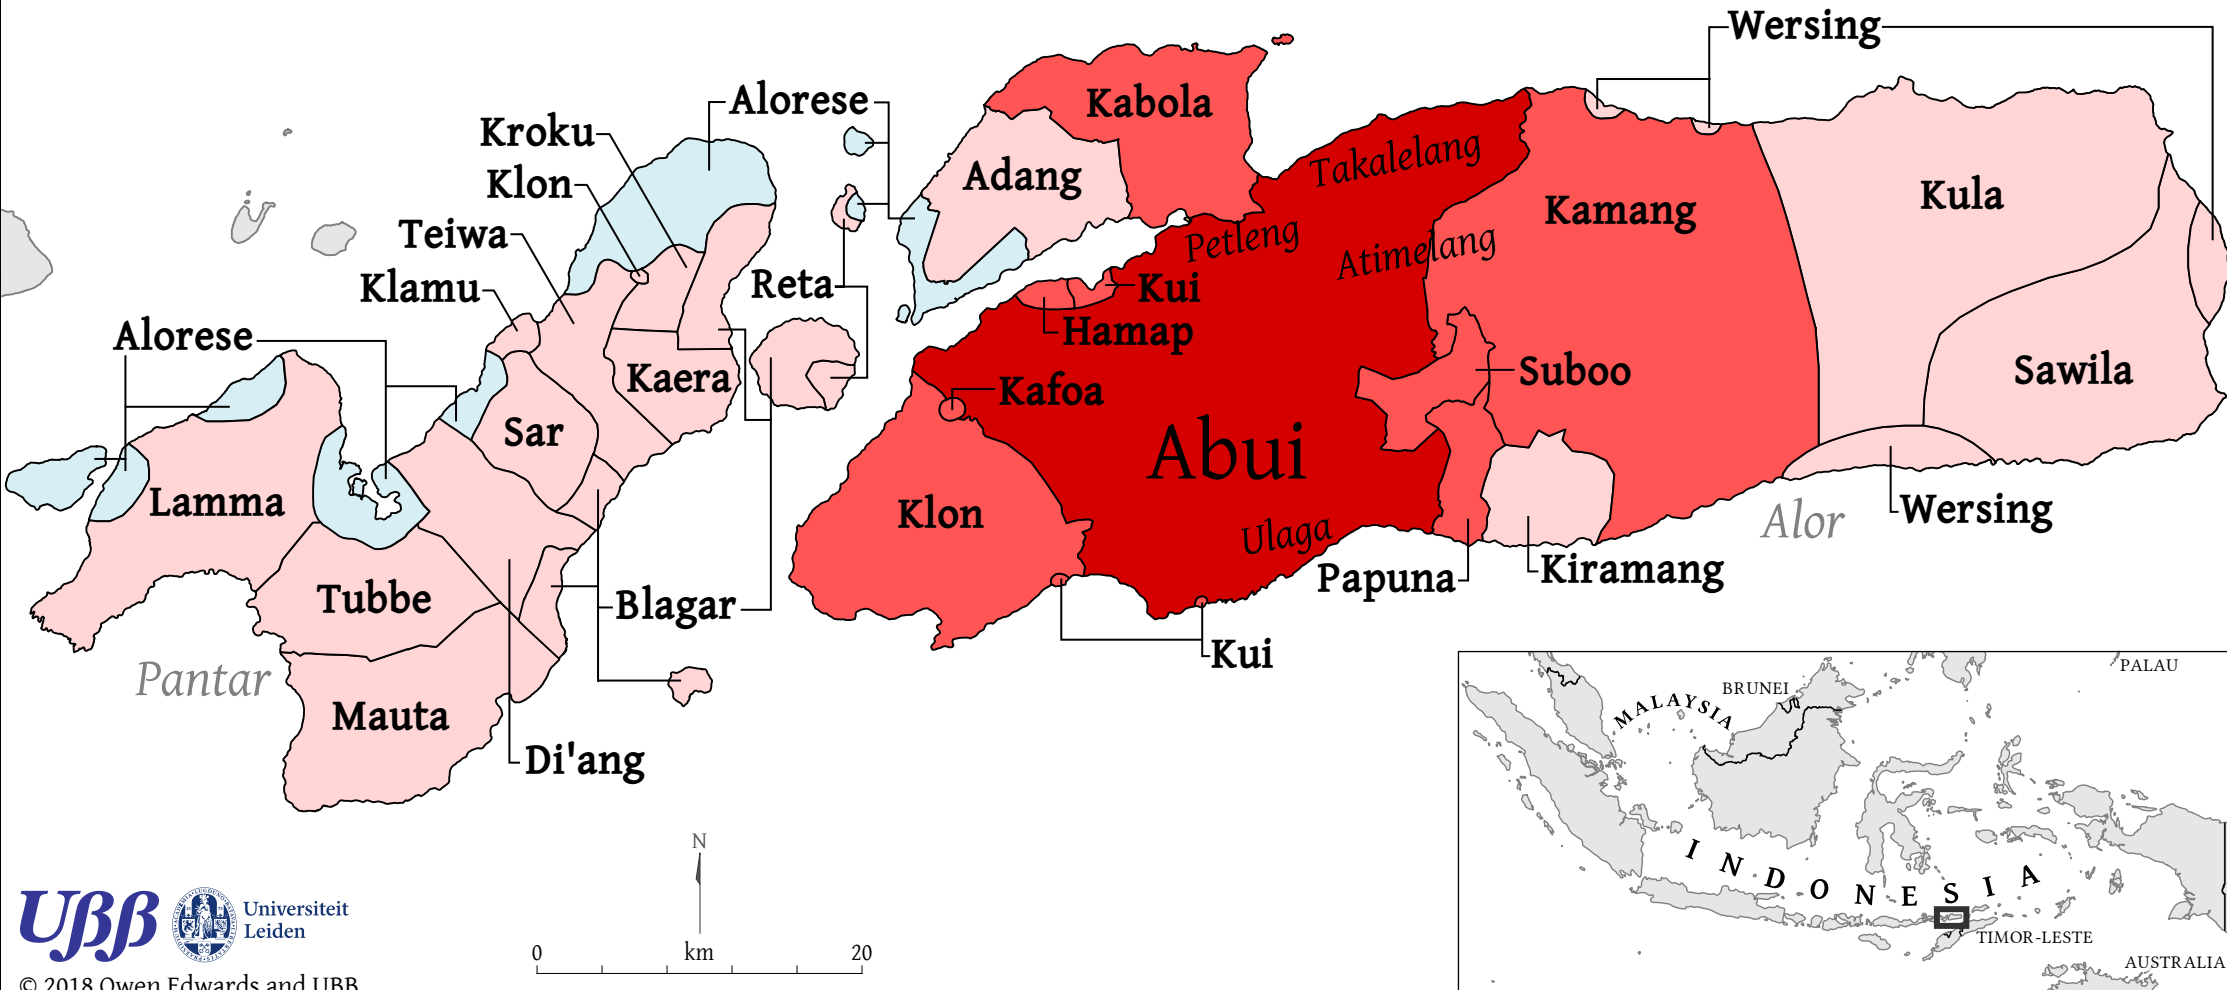 Wersing
Alorese
Kabola
Kroku
Takalelang
Adang
Klon
Kamang
Kula
Teiwa
Petleng
Atimelang
Klamu
Reta
Kui
Hamap
Alorese
Kaera
Suboo
Sawila
Kafoa
Sar
Abui
Lamma
Klon
Wersing
Alor
Ulaga
Kiramang
Papuna
Tubbe
Blagar
Kui
Pantar
Mauta
Di'ang
PALAU
BRUNEI
MALAYSIA
INDONESIA
TIMOR-LESTE
AUSTRALIA
N
0 km 20
UBB
Universiteit
Leiden
© 2018 Owen Edwards and UBB